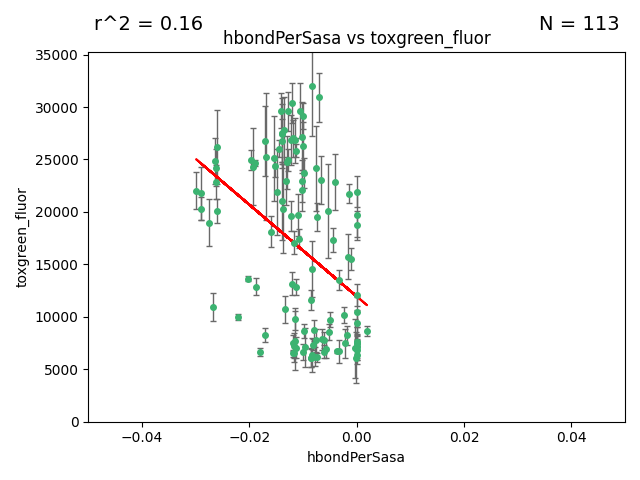 r^2 = 0.16
N = 113
hbondPerSasa vs toxgreen_fluor
35000
30000
25000
20000
15000
10000
5000
0
toxgreen_fluor
−0.04
−0.02
0.00
0.02
0.04
hbondPerSasa